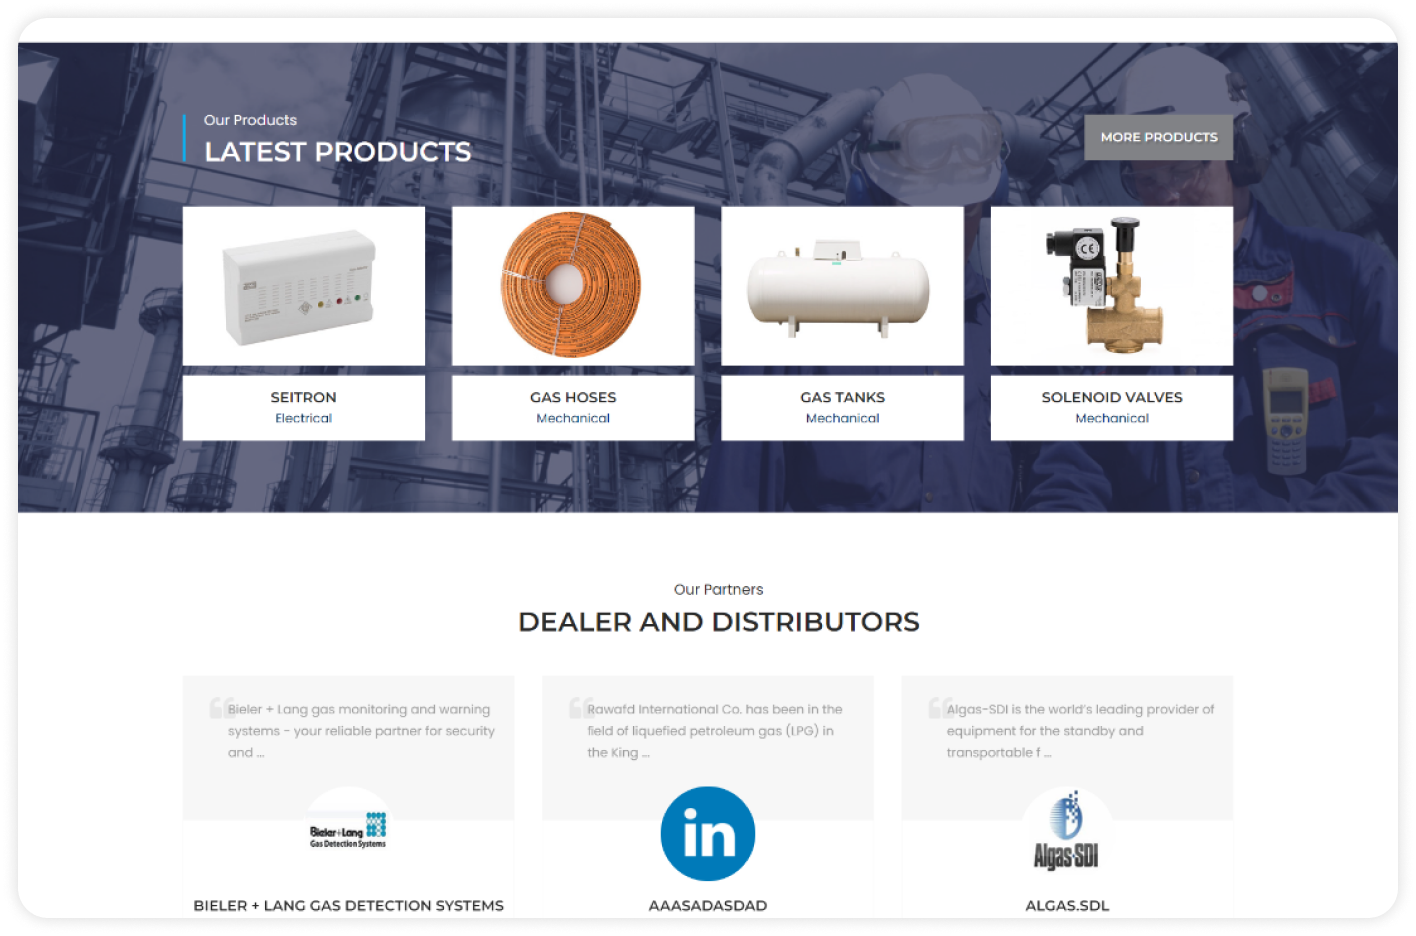 Our Products
LATEST PRODUCTS
MORE PRODUCTS
SEITRON
Electrical
GAS HOSES
Mechanical
GAS TANKS
Mechanical
SOLENOID VALVES
Mechanical
Our Partners
DEALER AND DISTRIBUTORS
Bieler + Lang gas monitoring and warning
systems - your reliable partner for security
and ...
Rawafd International Co. has been in the
field of liquefied petroleum gas (LPG) in
the King ...
Algas-SDI is the world's leading provider of
equipment for the standby and
transportable f ...
Bieler+Lang
Gas Detection Systems
in
Algas-SDI
BIELER + LANG GAS DETECTION SYSTEMS
AAASADASDAD
ALGAS.SDL